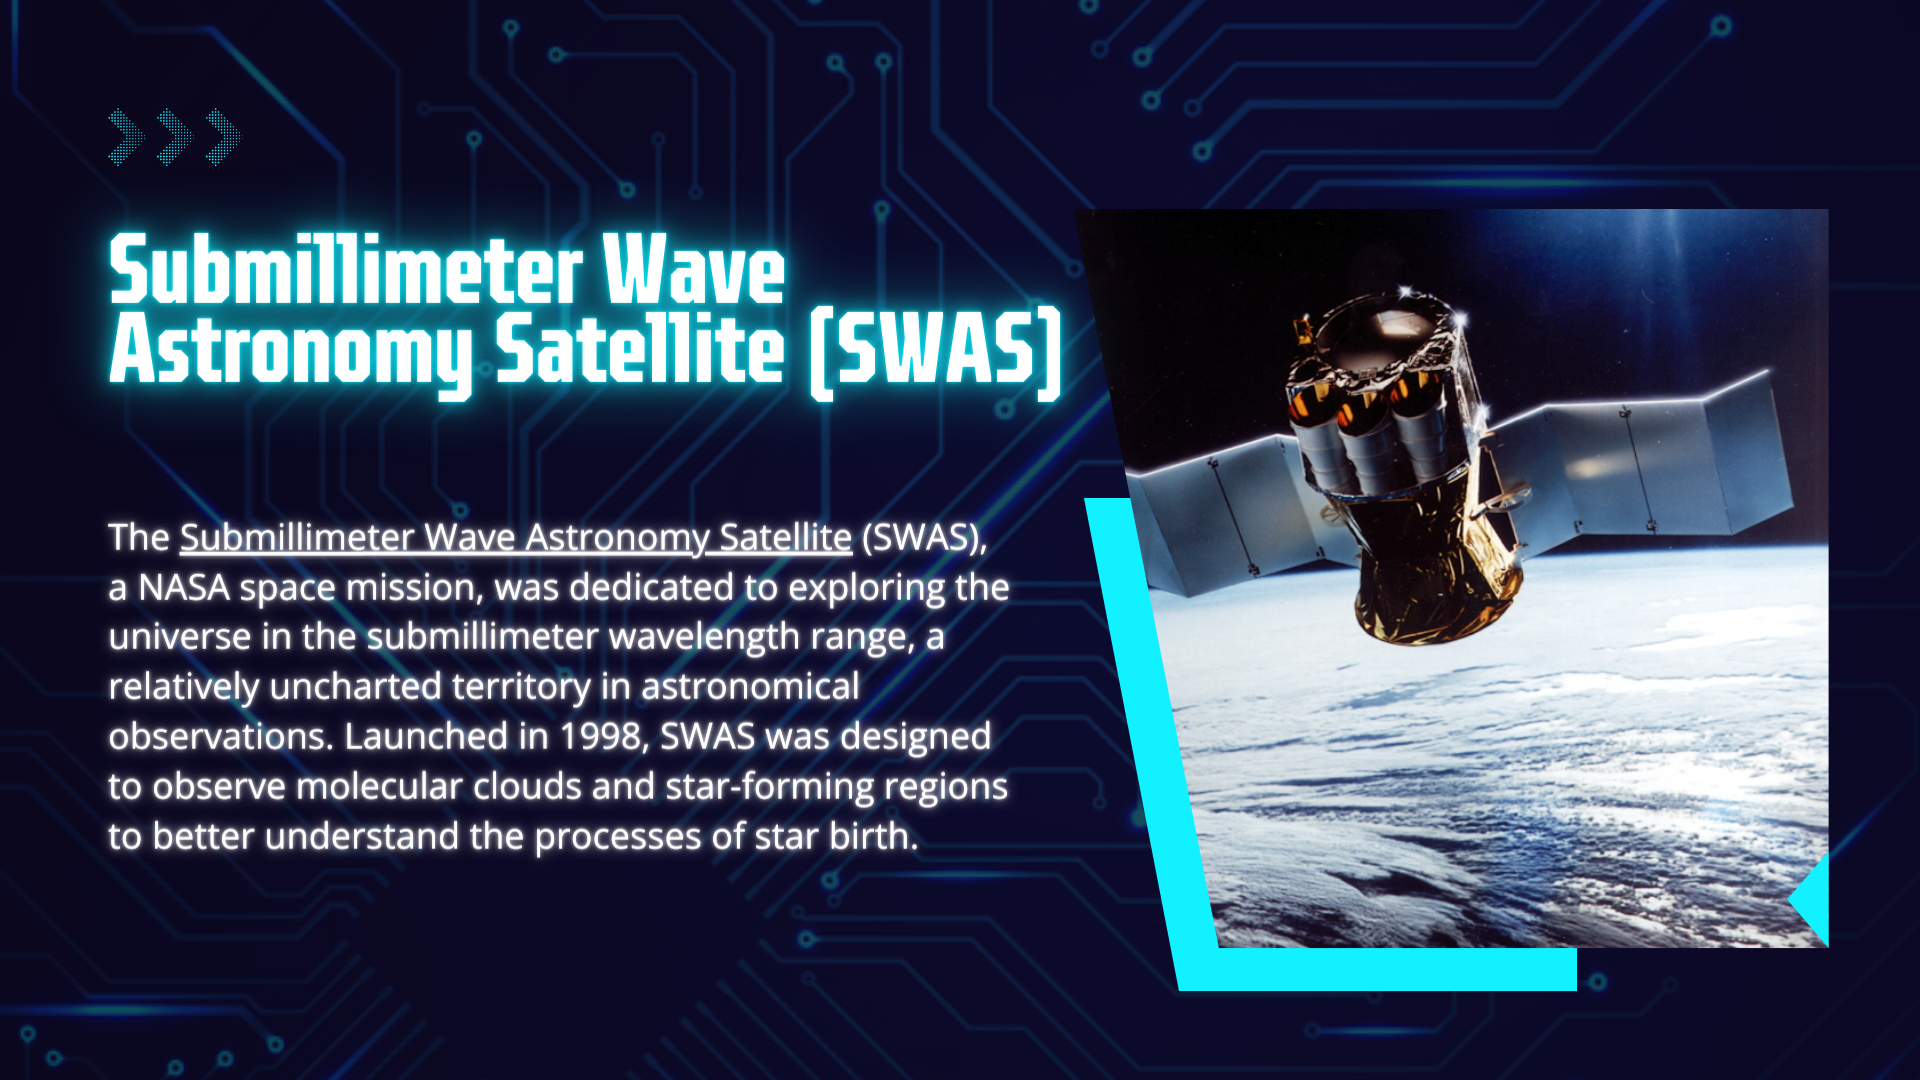 Submillimeter Wave
Astronomy Satellite (SWAS)
The Submillimeter Wave Astronomy Satellite (SWAS),
a NASA space mission, was dedicated to exploring the
universe in the submillimeter wavelength range, a
relatively uncharted territory in astronomical
observations. Launched in 1998, SWAS was designed
to observe molecular clouds and star-forming regions
to better understand the processes of star birth.